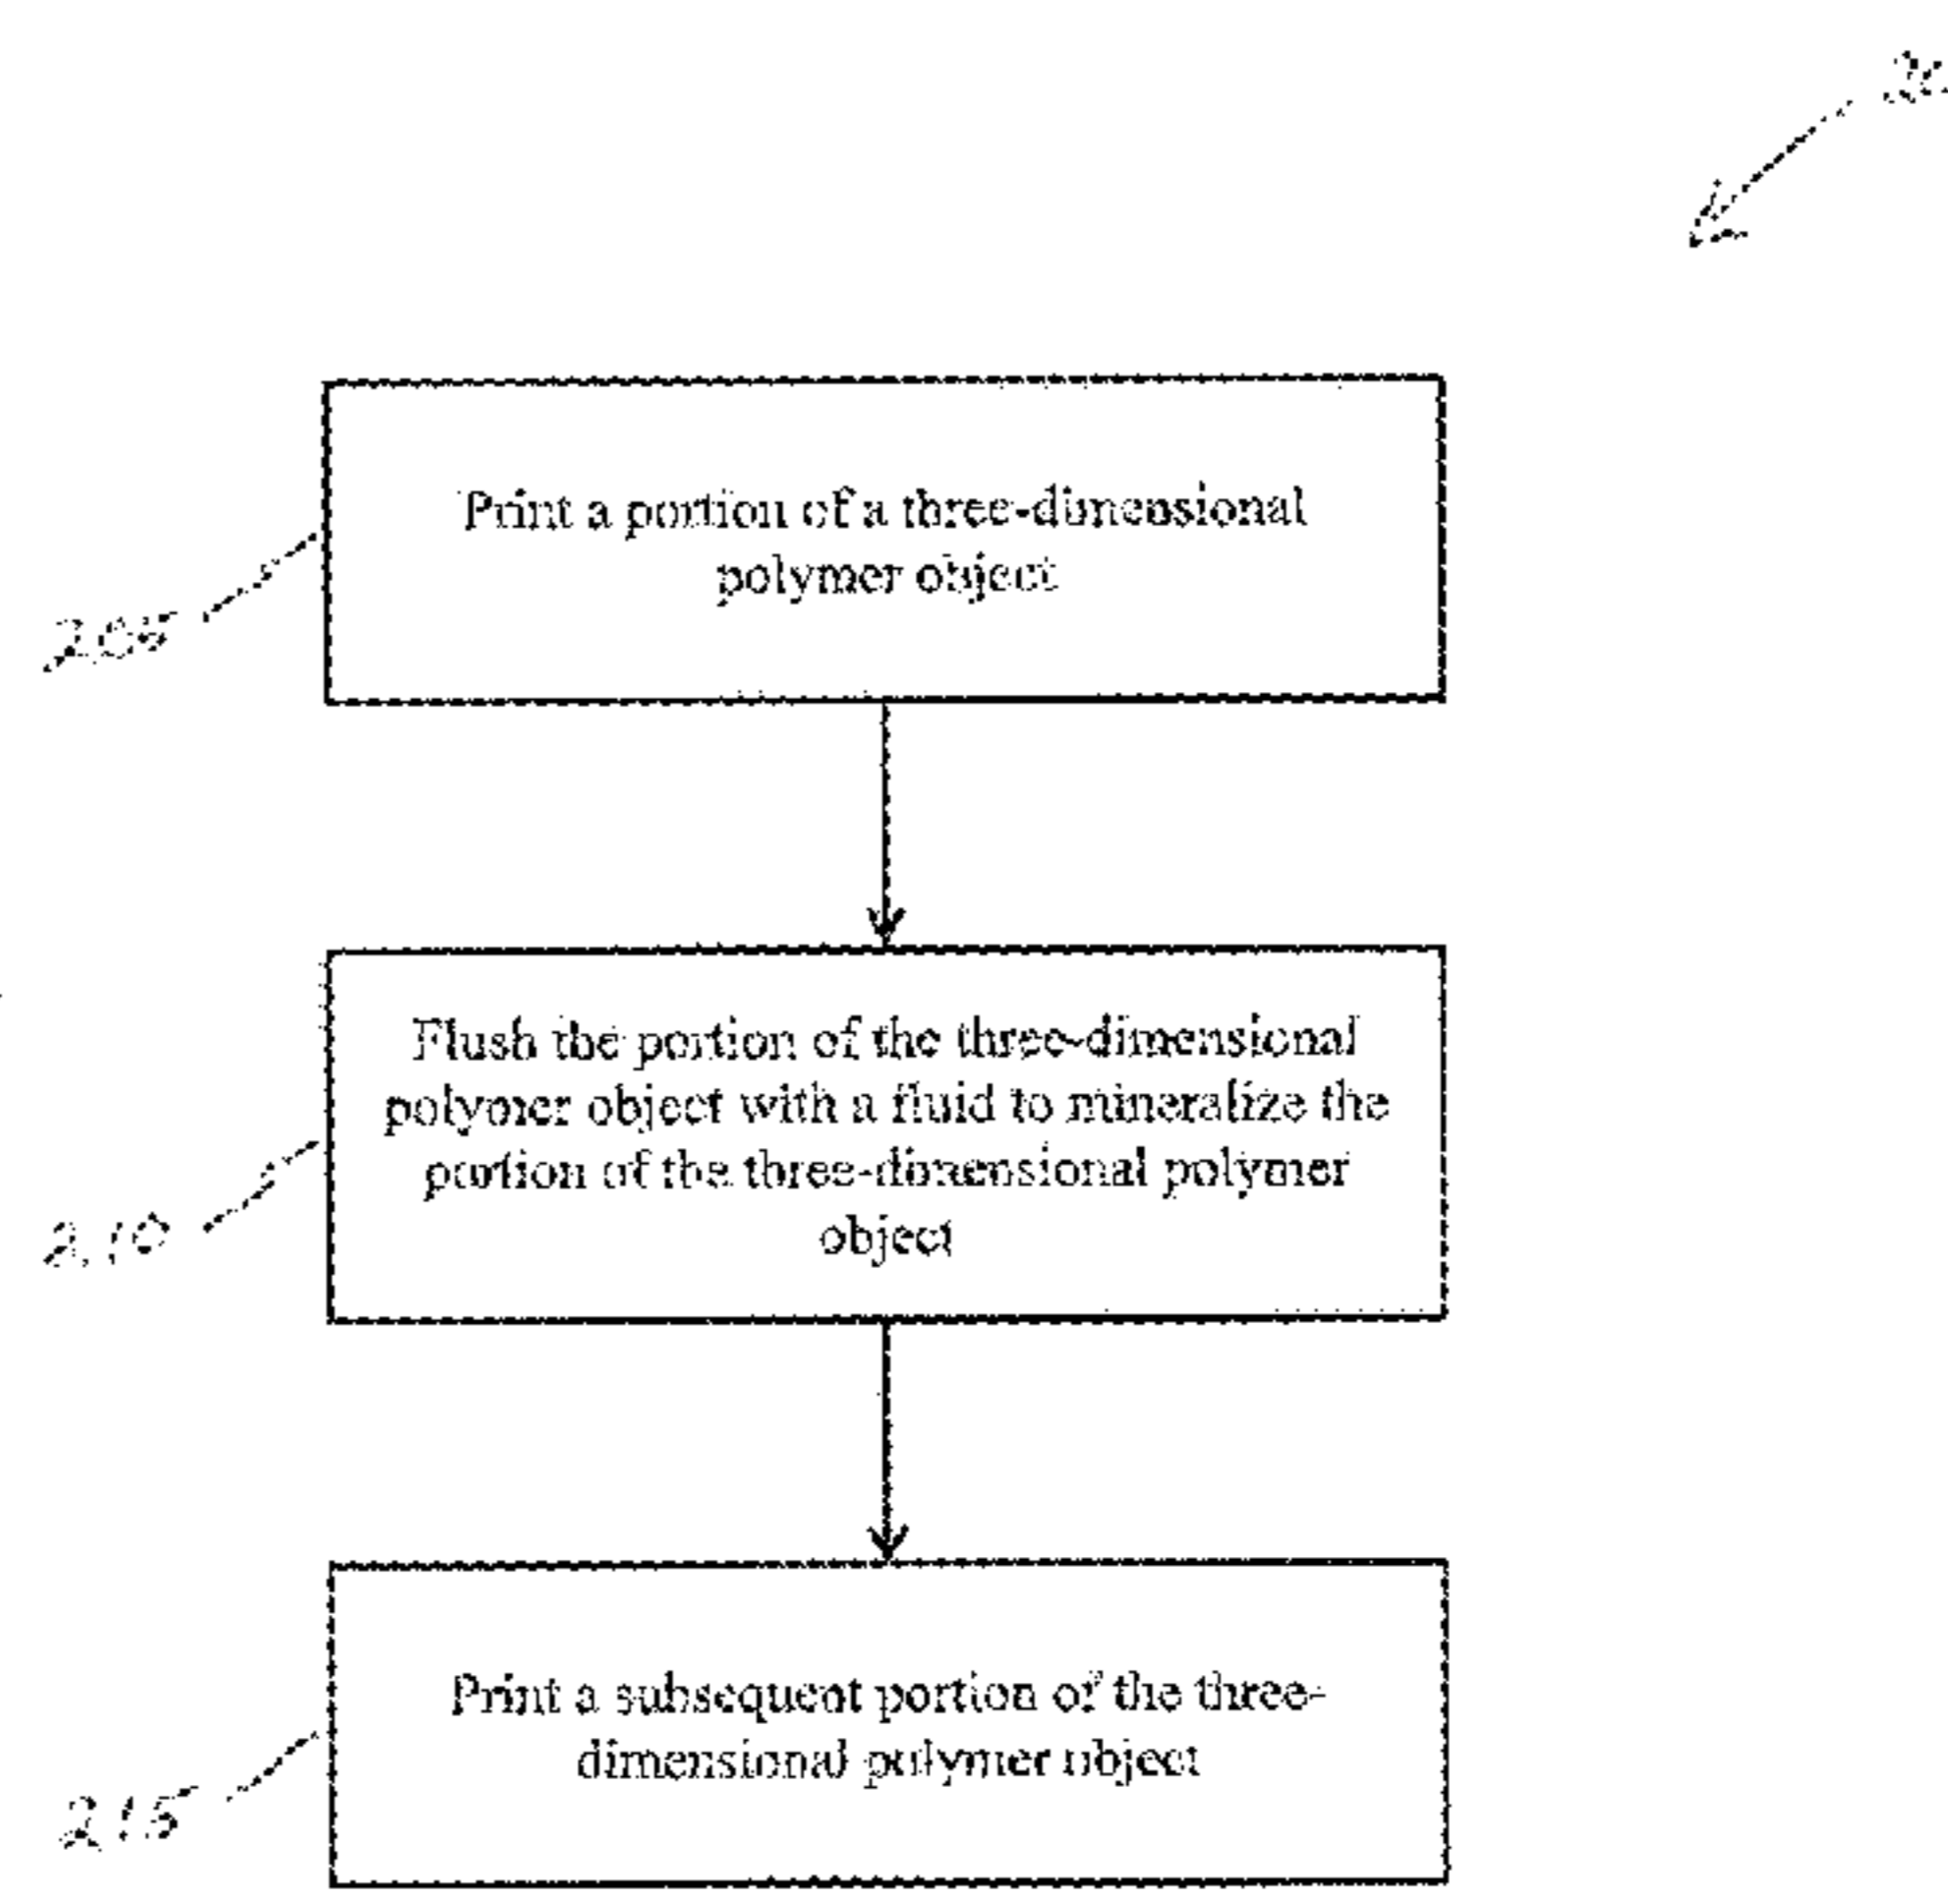 Print a portion of a three-dimensional
polymer object
205
Flush the portion of the three-dimensional
polymer object with a fluid to mineralize the
portion of the three-dimensional polymer
object
210
Print a subsequent portion of the three-
dimensional polymer object
215